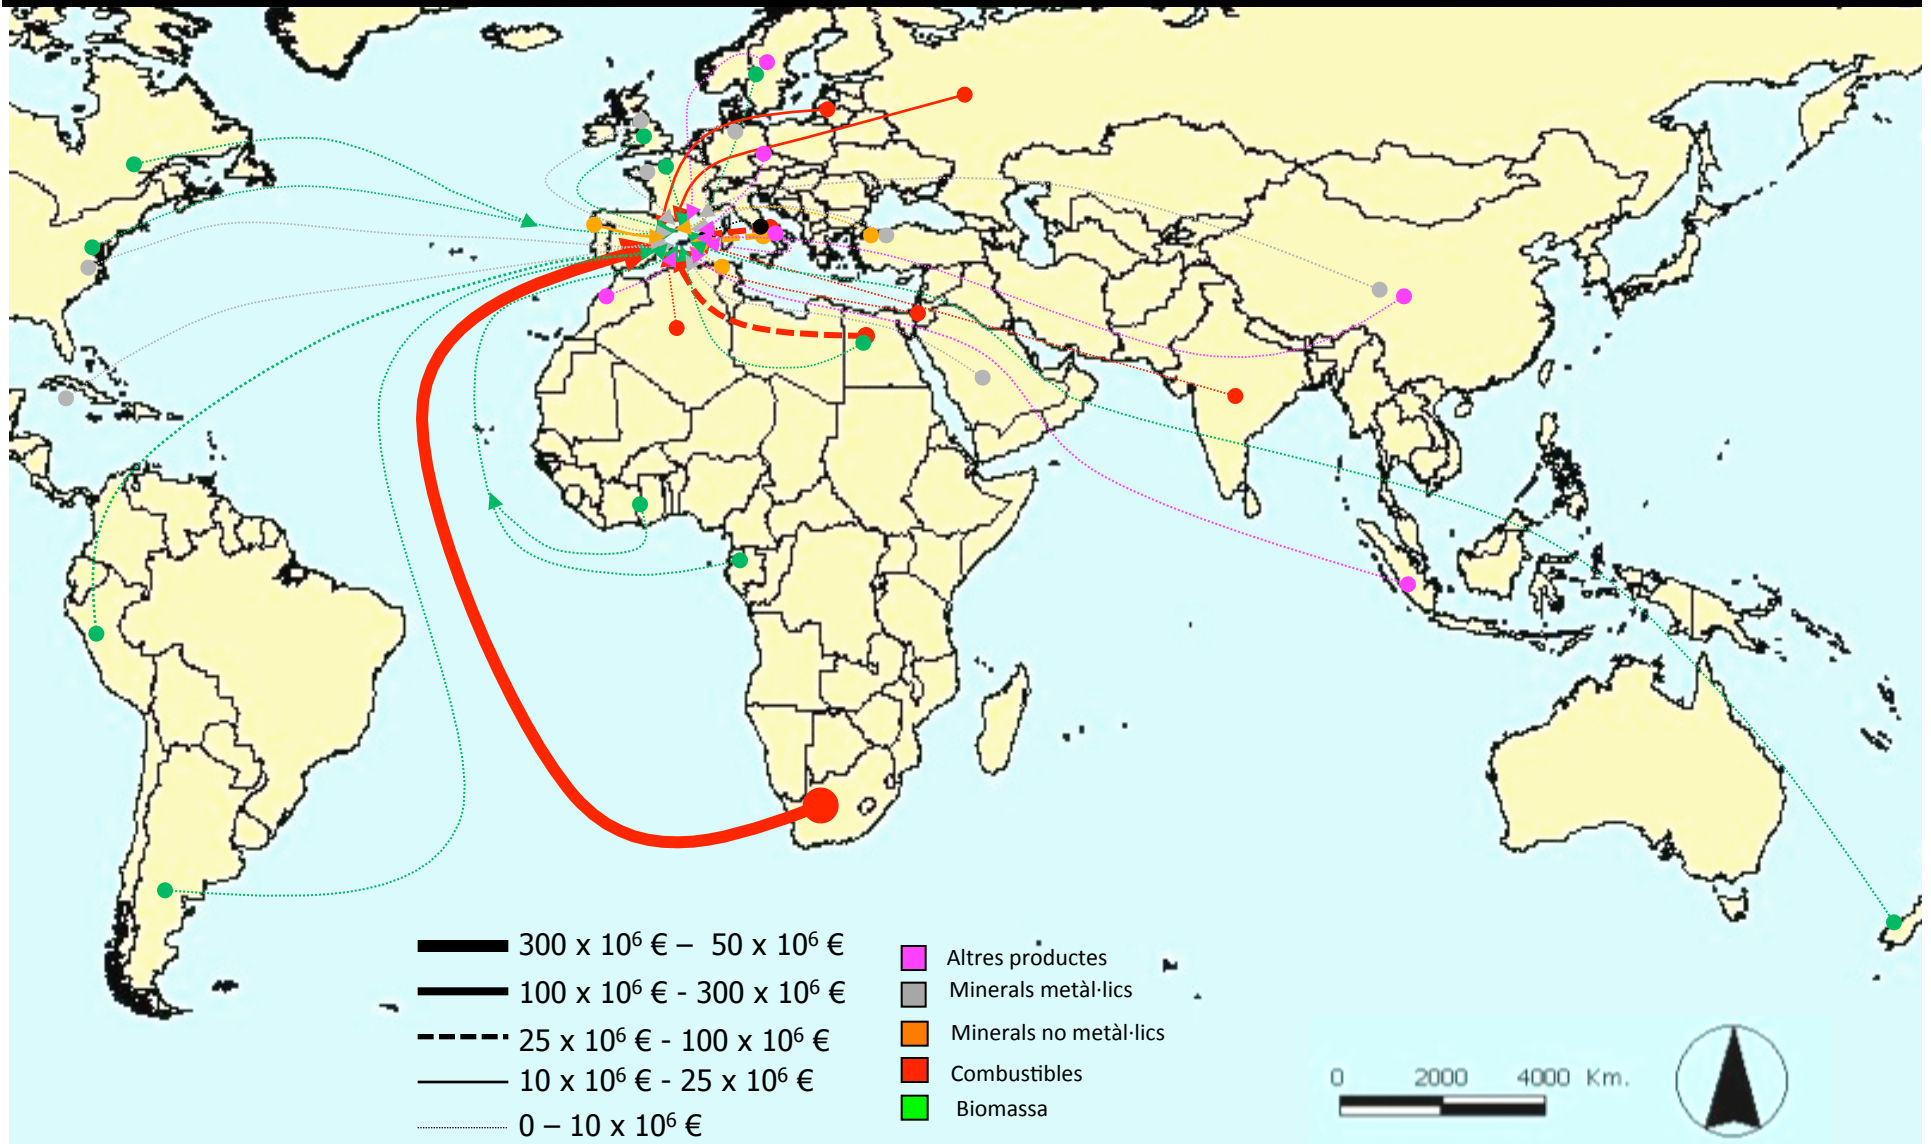 300 x 10⁶ € – 50 x 10⁶ €
100 x 10⁶ € - 300 x 10⁶ €
25 x 10⁶ € - 100 x 10⁶ €
10 x 10⁶ € - 25 x 10⁶ €
0 – 10 x 10⁶ €
Altres productes
Minerals metàl·lics
Minerals no metàl·lics
Combustibles
Biomassa
0 2000 4000 Km.